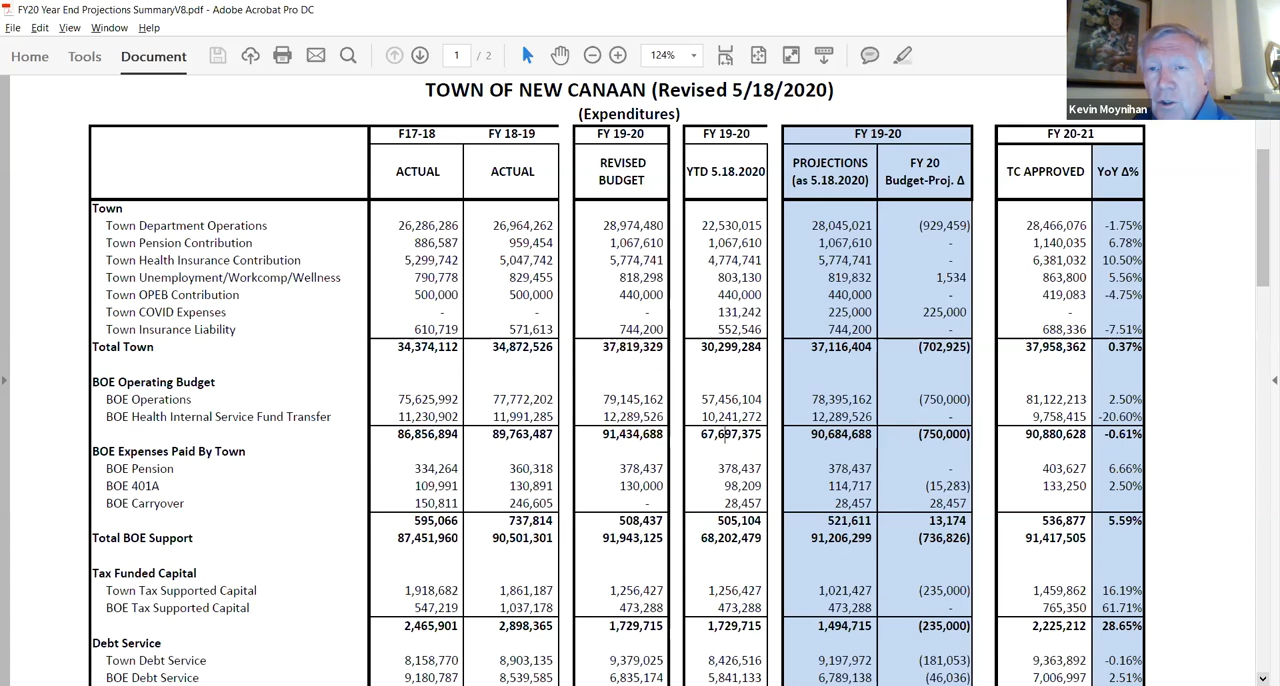 FY20 Year End Projections SummaryV8.pdf - Adobe Acrobat Pro DC
File Edit View Window Help
Home Tools Document 1 / 2 124%
Kevin Moynihan
TOWN OF NEW CANAAN (Revised 5/18/2020)
(Expenditures)
F17-18 FY 18-19 FY 19-20 FY 19-20 FY 19-20 FY 20-21
ACTUAL ACTUAL REVISED BUDGET YTD 5.18.2020 PROJECTIONS (as 5.18.2020) FY 20 Budget-Proj. Δ TC APPROVED YoY Δ%
Town
Town Department Operations 26,286,286 26,964,262 28,974,480 22,530,015 28,045,021 (929,459) 28,466,076 -1.75%
Town Pension Contribution 886,587 959,454 1,067,610 1,067,610 1,067,610 - 1,140,035 6.78%
Town Health Insurance Contribution 5,299,742 5,047,742 5,774,741 4,774,741 5,774,741 - 6,381,032 10.50%
Town Unemployment/Workcomp/Wellness 790,778 829,455 818,298 803,130 819,832 1,534 863,800 5.56%
Town OPEB Contribution 500,000 500,000 440,000 440,000 440,000 - 419,083 -4.75%
Town COVID Expenses - - - 131,242 225,000 225,000 -
Town Insurance Liability 610,719 571,613 744,200 552,546 744,200 - 688,336 -7.51%
Total Town 34,374,112 34,872,526 37,819,329 30,299,284 37,116,404 (702,925) 37,958,362 0.37%
BOE Operating Budget
BOE Operations 75,625,992 77,772,202 79,145,162 57,456,104 78,395,162 (750,000) 81,122,213 2.50%
BOE Health Internal Service Fund Transfer 11,230,902 11,991,285 12,289,526 10,241,272 12,289,526 - 9,758,415 -20.60%
86,856,894 89,763,487 91,434,688 67,697,375 90,684,688 (750,000) 90,880,628 -0.61%
BOE Expenses Paid By Town
BOE Pension 334,264 360,318 378,437 378,437 378,437 - 403,627 6.66%
BOE 401A 109,991 130,891 130,000 98,209 114,717 (15,283) 133,250 2.50%
BOE Carryover 150,811 246,605 - 28,457 28,457 28,457
595,066 737,814 508,437 505,104 521,611 13,174 536,877 5.59%
Total BOE Support 87,451,960 90,501,301 91,943,125 68,202,479 91,206,299 (736,826) 91,417,505
Tax Funded Capital
Town Tax Supported Capital 1,918,682 1,861,187 1,256,427 1,256,427 1,021,427 (235,000) 1,459,862 16.19%
BOE Tax Supported Capital 547,219 1,037,178 473,288 473,288 473,288 - 765,350 61.71%
2,465,901 2,898,365 1,729,715 1,729,715 1,494,715 (235,000) 2,225,212 28.65%
Debt Service
Town Debt Service 8,158,770 8,903,135 9,379,025 8,426,516 9,197,972 (181,053) 9,363,892 -0.16%
BOE Debt Service 9,180,787 8,539,585 6,835,174 5,841,133 6,789,138 (46,036) 7,006,997 2.51%